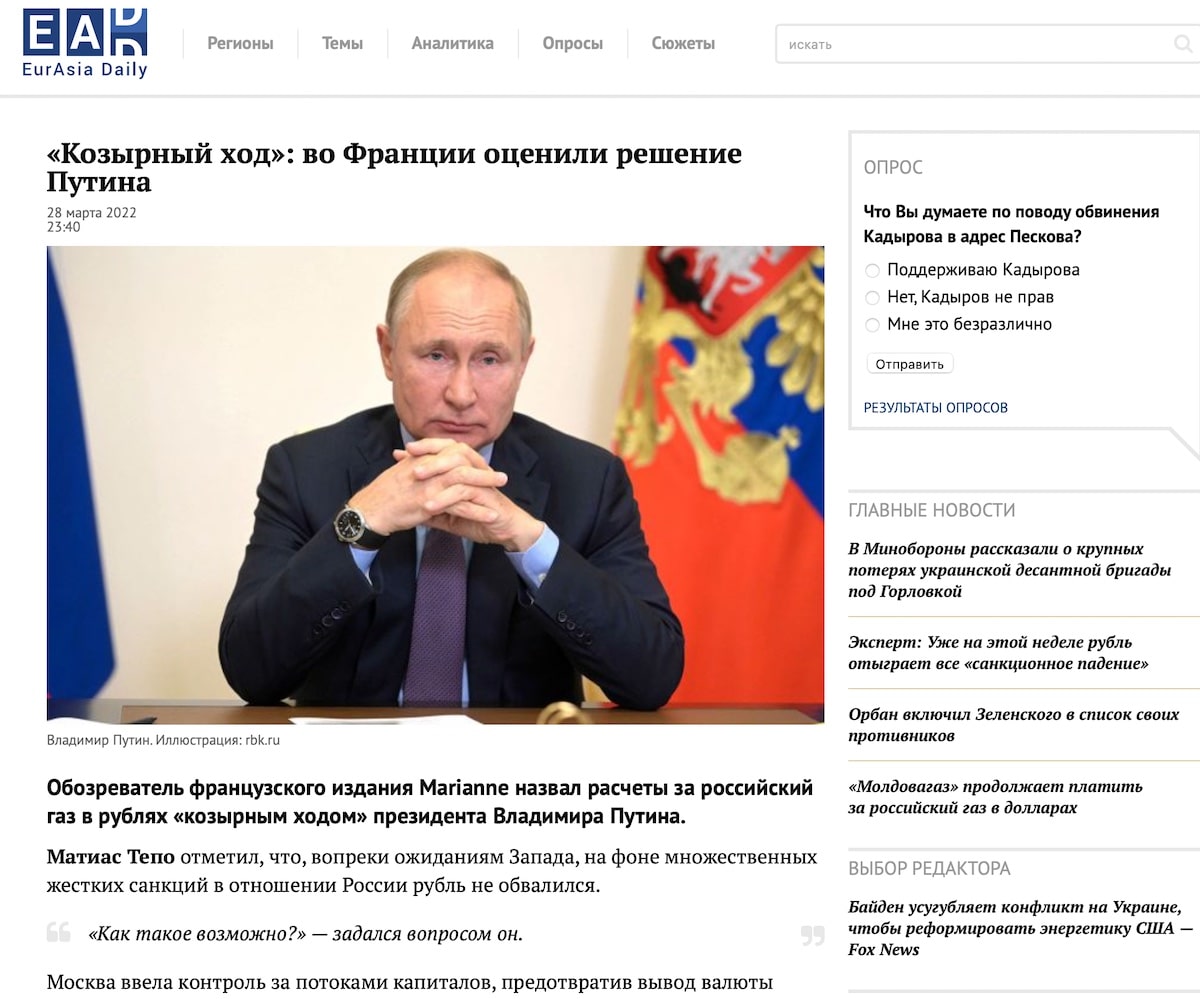 EAD
EurAsia Daily
Регионы
Темы
Аналитика
Опросы
Сюжеты
искать
«Козырный ход»: во Франции оценили решение
Путина
28 марта 2022
23:40
Владимир Путин. Иллюстрация: rbk.ru
Обозреватель французского издания Marianne назвал расчеты за российский
газ в рублях «козырным ходом» президента Владимира Путина.
Матиас Тепо отметил, что, вопреки ожиданиям Запада, на фоне множественных
жестких санкций в отношении России рубль не обвалился.
«Как такое возможно?» — задался вопросом он.
Москва ввела контроль за потоками капиталов, предотвратив вывод валюты
ОПРОС
Что Вы думаете по поводу обвинения
Кадырова в адрес Пескова?
Поддерживаю Кадырова
Нет, Кадыров не прав
Мне это безразлично
Отправить
РЕЗУЛЬТАТЫ ОПРОСОВ
ГЛАВНЫЕ НОВОСТИ
В Минобороны рассказали о крупных
потерях украинской десантной бригады
под Горловкой
Эксперт: Уже на этой неделе рубль
отыграет все «санкционное падение»
Орбан включил Зеленского в список своих
противников
«Молдовагаз» продолжает платить
за российский газ в долларах
ВЫБОР РЕДАКТОРА
Байден усугубляет конфликт на Украине,
чтобы реформировать энергетику США —
Fox News